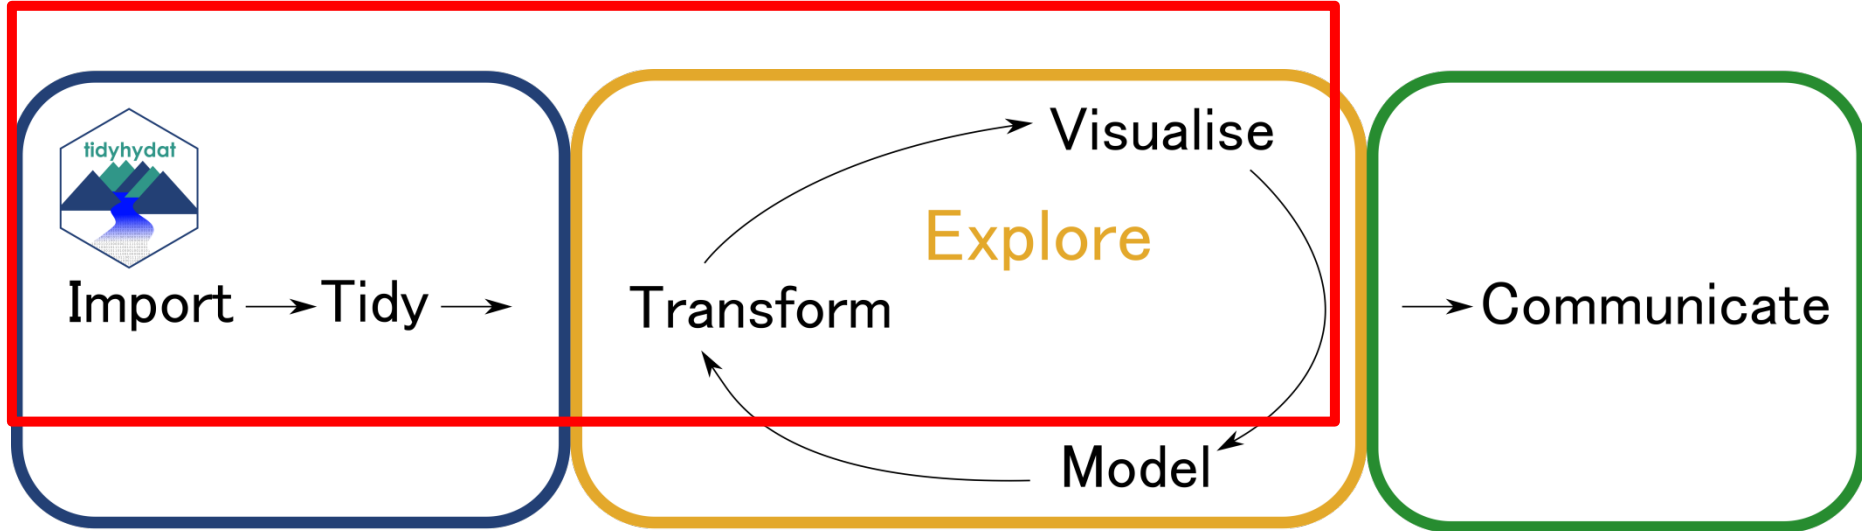 tidyhydat
Import
Tidy
Transform
Visualise
Explore
Model
Communicate